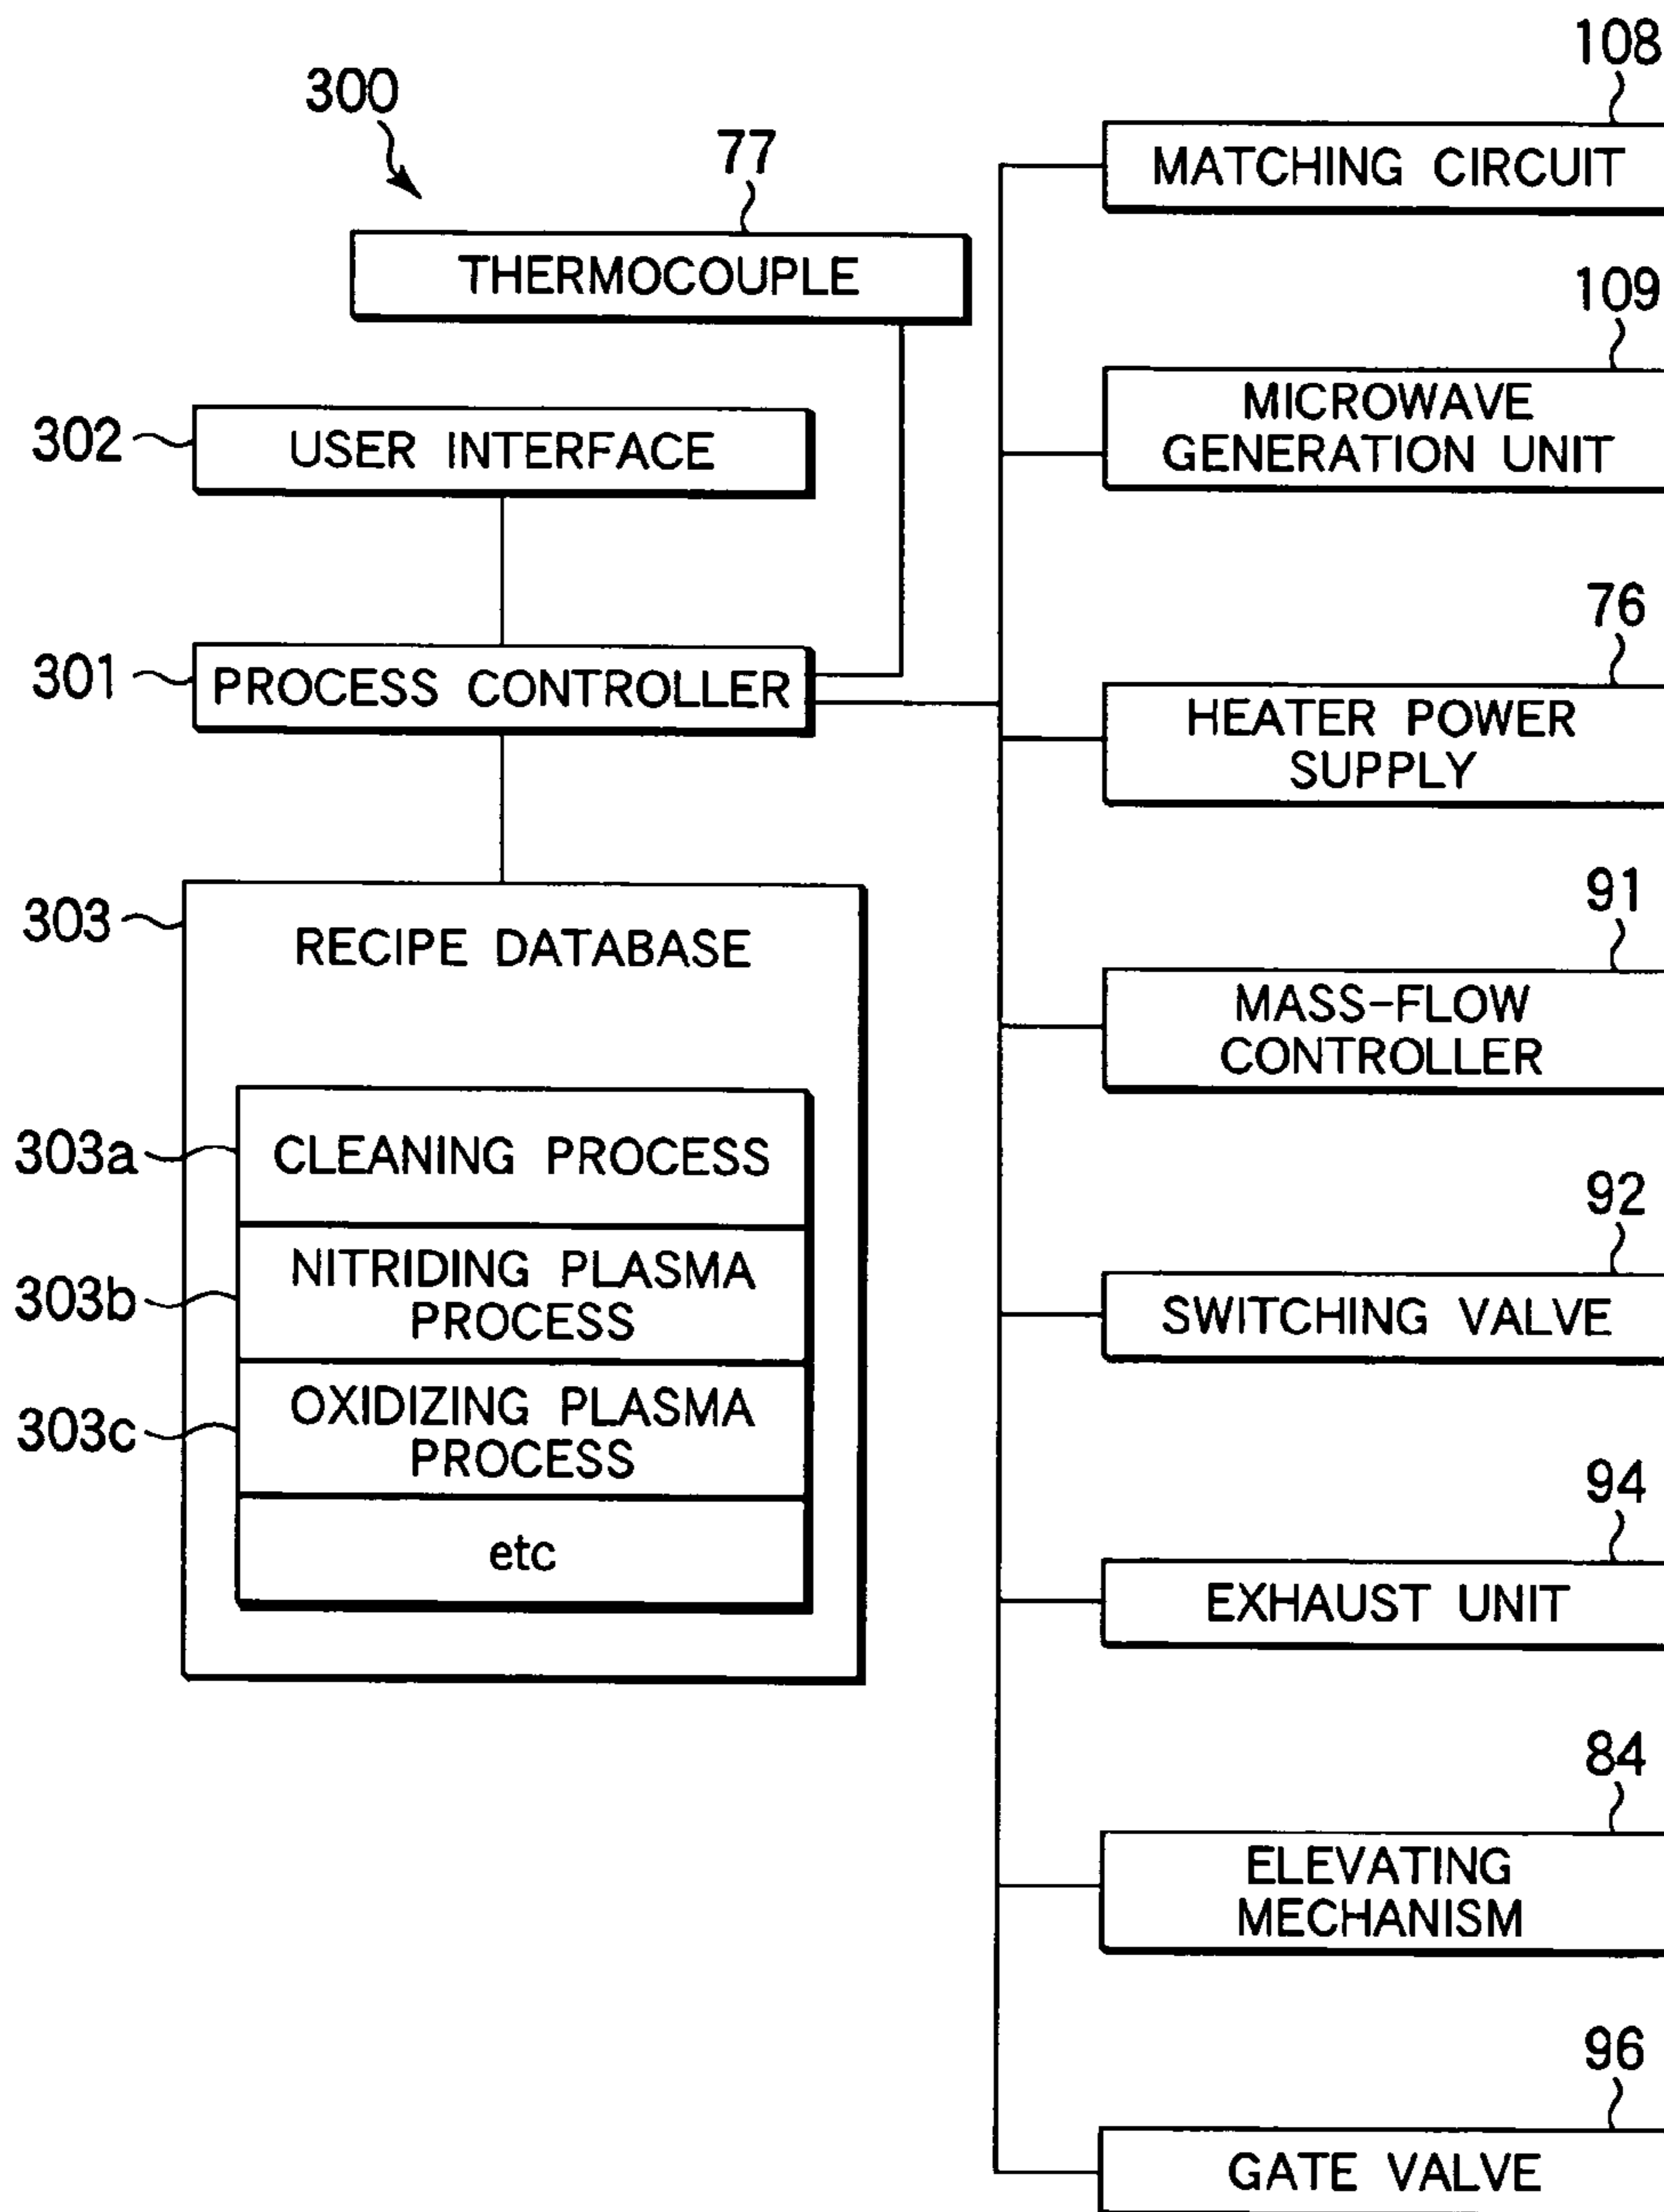 300
77
THERMOCOUPLE
302
USER INTERFACE
301
PROCESS CONTROLLER
303
RECIPE DATABASE
303a
CLEANING PROCESS
303b
NITRIDING PLASMA
PROCESS
303c
OXIDIZING PLASMA
PROCESS
etc
108
MATCHING CIRCUIT
109
MICROWAVE
GENERATION UNIT
76
HEATER POWER
SUPPLY
91
MASS-FLOW
CONTROLLER
92
SWITCHING VALVE
94
EXHAUST UNIT
84
ELEVATING
MECHANISM
96
GATE VALVE